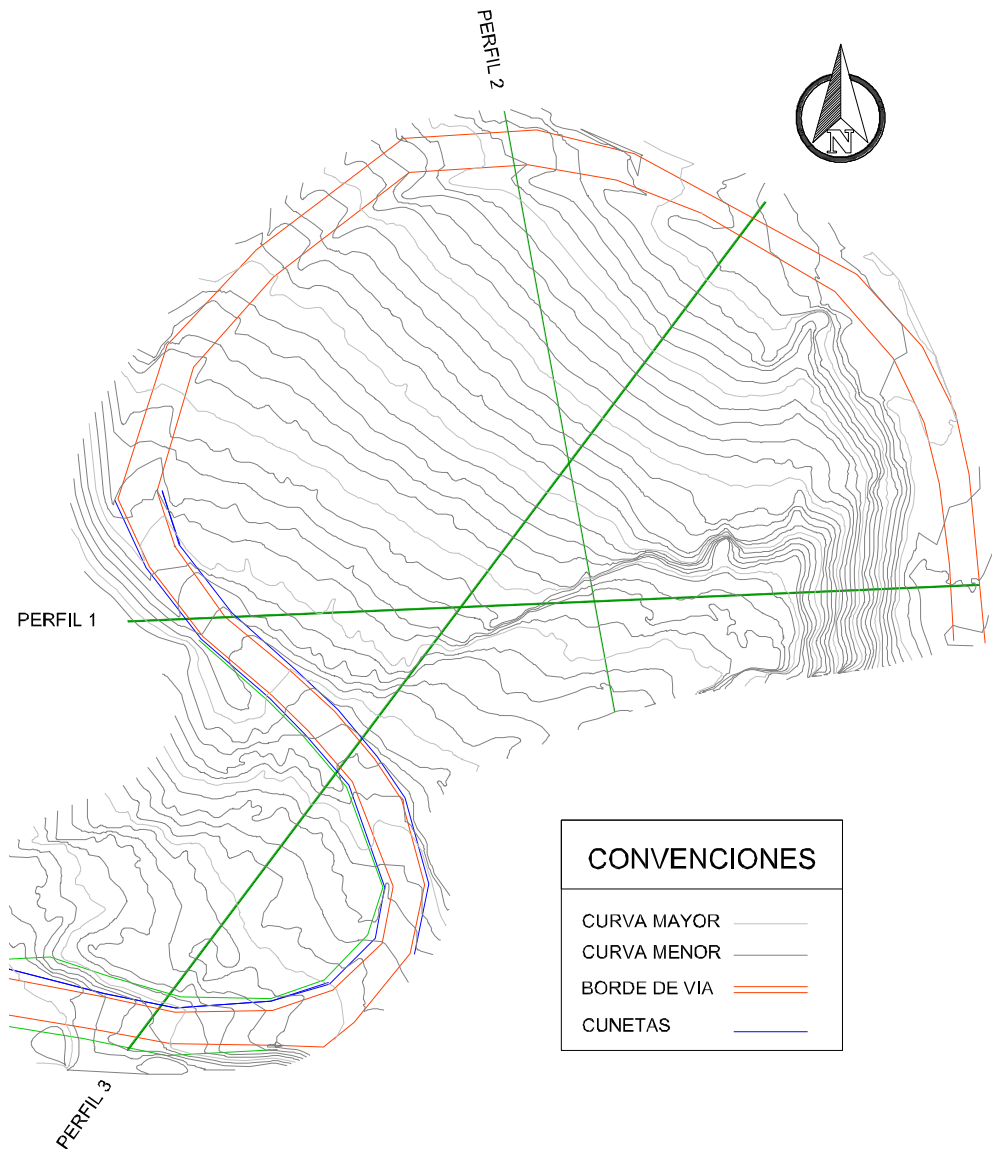 PERFIL 2
N
PERFIL 1
CONVENCIONES
CURVA MAYOR
CURVA MENOR
BORDE DE VIA
CUNETAS
PERFIL 3